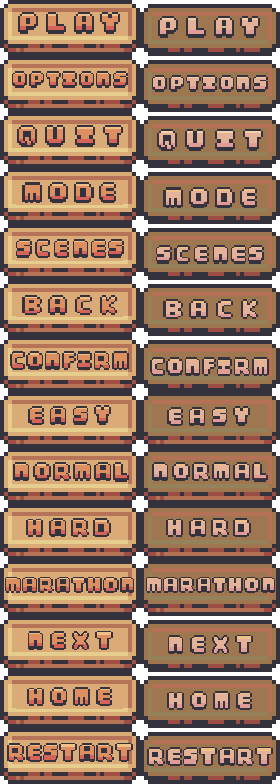 PLAY PLAY
OPTIONS OPTIONS
QUIT QUIT
MODE MODE
SCENES SCENES
BACK BACK
CONFIRM CONFIRM
EASY EASY
NORMAL NORMAL
HARD HARD
MARATHON MARATHON
NEXT NEXT
HOME HOME
RESTART RESTART